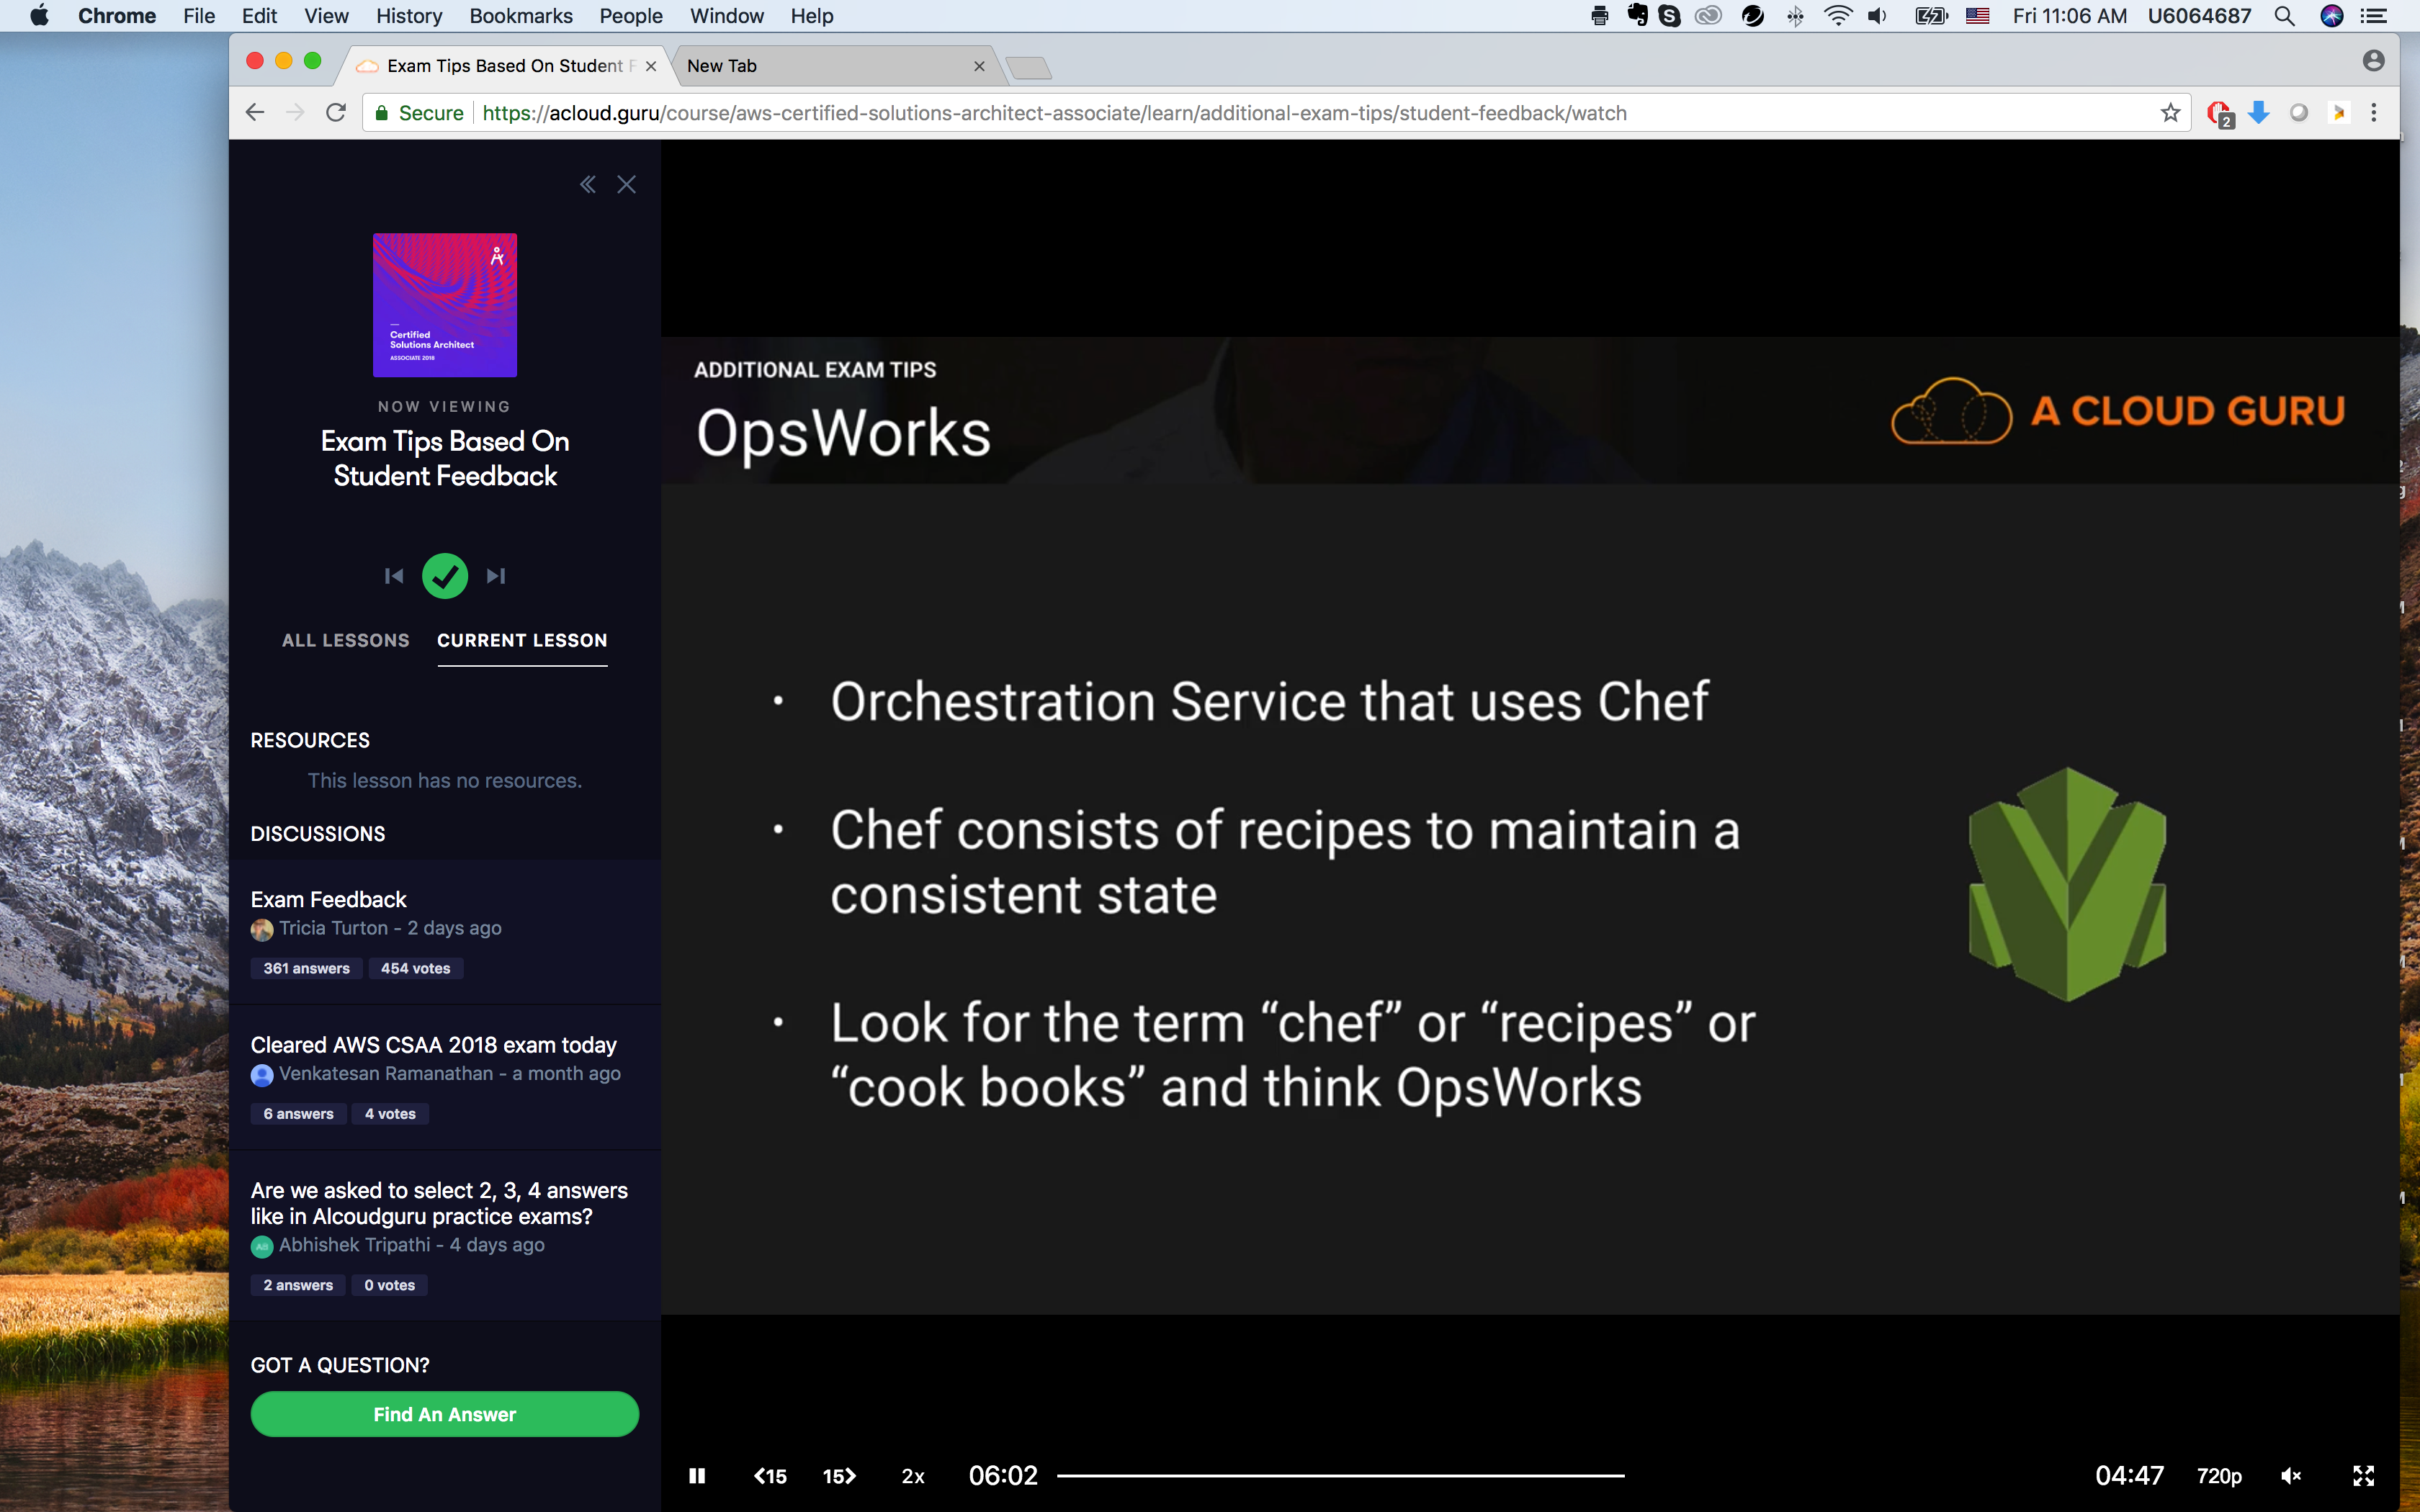 Chrome File Edit View History Bookmarks People Window Help
Fri 11:06 AM U6064687
Exam Tips Based On Student F
New Tab
Secure https://acloud.guru/course/aws-certified-solutions-architect-associate/learn/additional-exam-tips/student-feedback/watch
2
Certified
Solutions Architect
ASSOCIATE 2018
NOW VIEWING
Exam Tips Based On
Student Feedback
ALL LESSONS CURRENT LESSON
RESOURCES
This lesson has no resources.
DISCUSSIONS
Exam Feedback
Tricia Turton - 2 days ago
361 answers 454 votes
Cleared AWS CSAA 2018 exam today
Venkatesan Ramanathan - a month ago
6 answers 4 votes
Are we asked to select 2, 3, 4 answers
like in Alcoudguru practice exams?
AB Abhishek Tripathi - 4 days ago
2 answers 0 votes
GOT A QUESTION?
Find An Answer
ADDITIONAL EXAM TIPS
OpsWorks
A CLOUD GURU
• Orchestration Service that uses Chef
• Chef consists of recipes to maintain a
consistent state
• Look for the term “chef” or “recipes” or
“cook books” and think OpsWorks
15 15 2x 06:02 04:47 720p